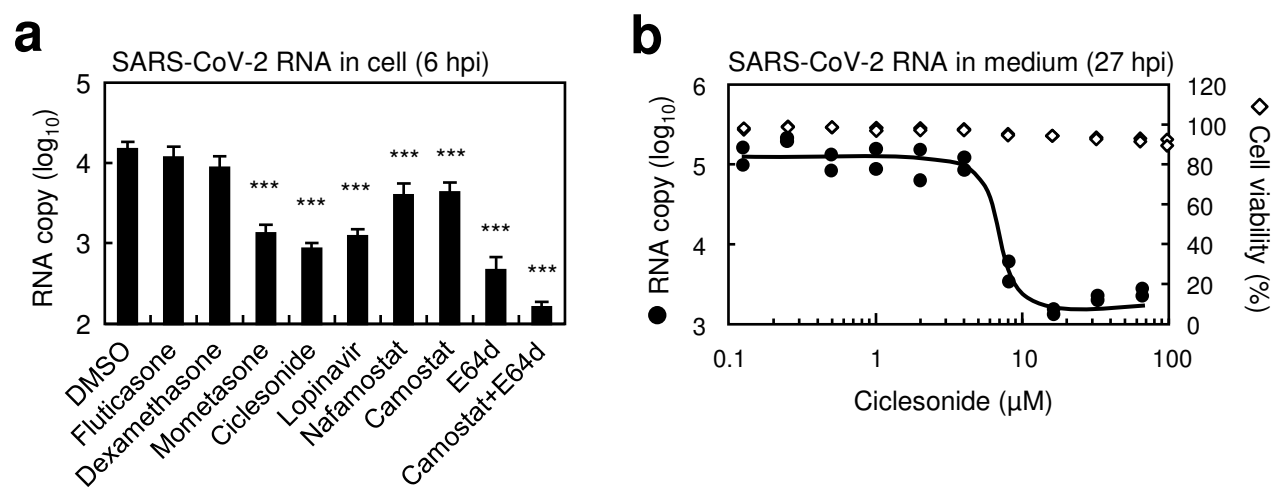 a
SARS-CoV-2 RNA in cell (6 hpi)
RNA copy (log10)
5
4
3
2
***
***
***
***
***
***
***
DMSO
Fluticasone
Dexamethasone
Mometasone
Ciclesonide
Lopinavir
Nafamostat
Camostat
E64d
Camostat+E64d
b
SARS-CoV-2 RNA in medium (27 hpi)
RNA copy (log10)
6
5
4
3
120
100
80
60
40
20
0
Cell viability (%)
0.1
1
10
100
Ciclesonide (μM)